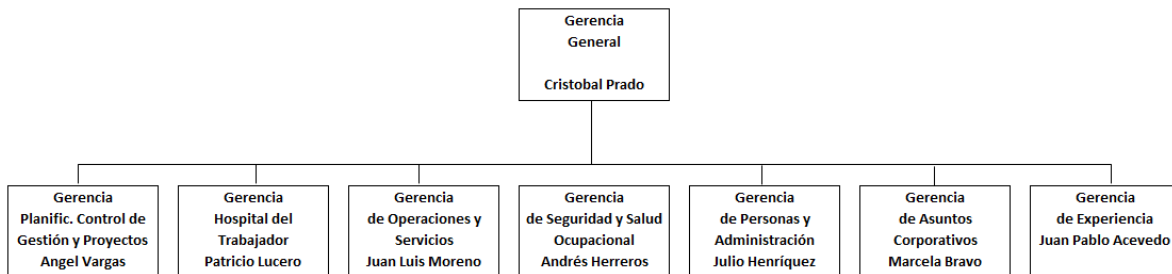 Gerencia
General
Cristobal Prado
Gerencia
Planific. Control de
Gestión y Proyectos
Angel Vargas
Gerencia
Hospital del
Trabajador
Patricio Lucero
Gerencia
de Operaciones y
Servicios
Juan Luis Moreno
Gerencia
de Seguridad y Salud
Ocupacional
Andrés Herreros
Gerencia
de Personas y
Administración
Julio Henríquez
Gerencia
de Asuntos
Corporativos
Marcela Bravo
Gerencia
de Experiencia
Juan Pablo Acevedo